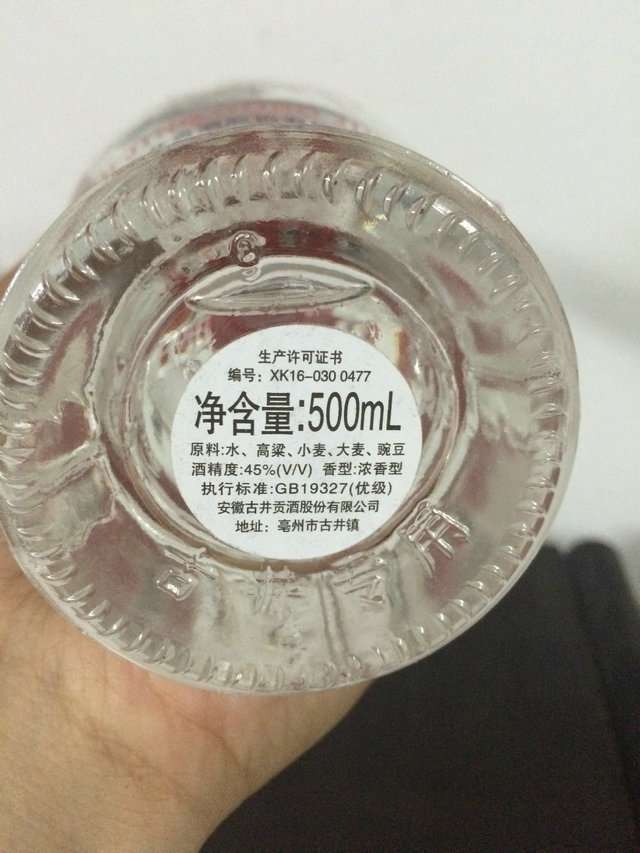 生产许可证书
编号：XK16-030 0477
净含量:500mL
原料:水、高粱、小麦、大麦、豌豆
酒精度:45%(V/V) 香型:浓香型
执行标准:GB19327(优级)
安徽古井贡酒股份有限公司
地址：亳州市古井镇
专用